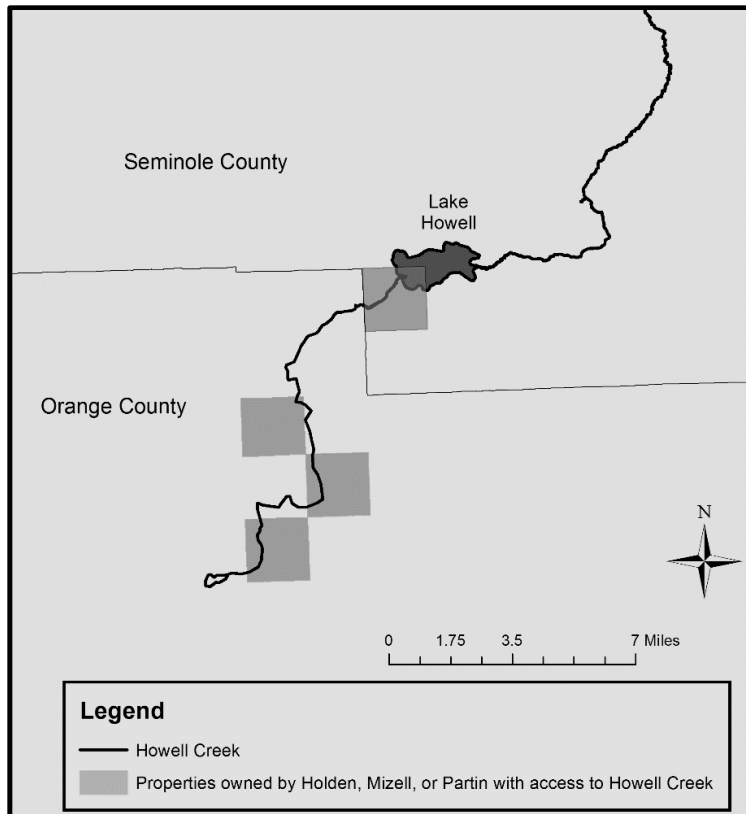 Seminole County
Lake
Howell
Orange County
N
0 1.75 3.5 7 Miles
Legend
Howell Creek
Properties owned by Holden, Mizell, or Partin with access to Howell Creek